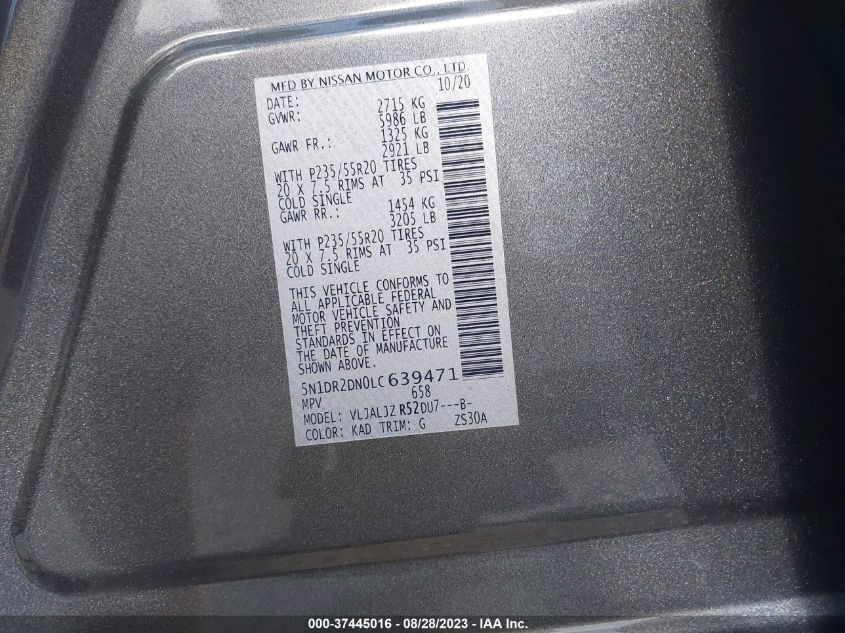 MFD BY NISSAN MOTOR CO., LTD.
DATE: 10/20
GVWR: 2715 KG
5986 LB
GAWR FR.: 1325 KG
2921 LB
WITH P235/55R20 TIRES
20 X 7.5 RIMS AT 35 PSI
COLD SINGLE
GAWR RR.: 1454 KG
3205 LB
WITH P235/55R20 TIRES
20 X 7.5 RIMS AT 35 PSI
COLD SINGLE
THIS VEHICLE CONFORMS TO
ALL APPLICABLE FEDERAL
MOTOR VEHICLE SAFETY AND
THEFT PREVENTION
STANDARDS IN EFFECT ON
THE DATE OF MANUFACTURE
SHOWN ABOVE.
5N1DR2DN0LC639471
MPV 658
MODEL: VLJALJZ R52DU7---B-
COLOR: KAD TRIM: G ZS30A
000-37445016 - 08/28/2023 - IAA Inc.